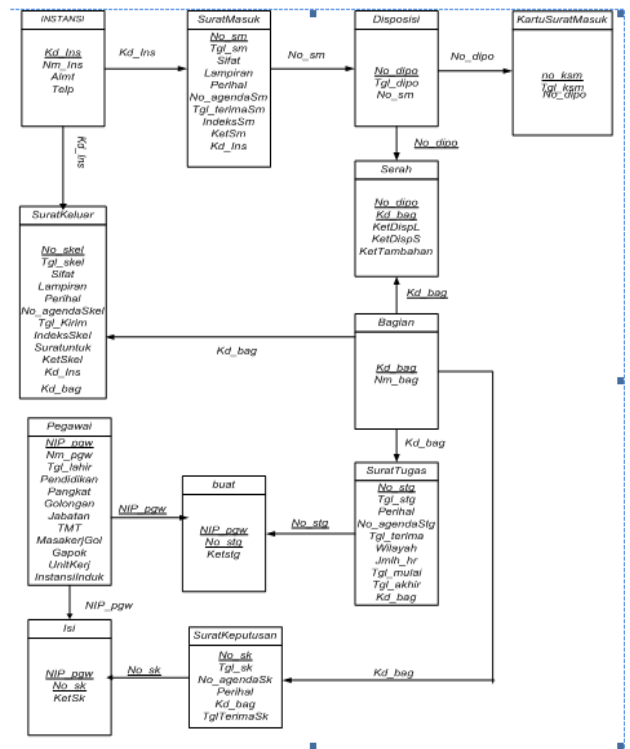 INSTANSI
Kd_Ins
Nm_Ins
Almt
Telp
Kd_Ins
SuratMasuk
No_sm
Tgl_sm
Sifat
Lampiran
Perihal
No_agendaSm
Tgl_terimaSm
IndeksSm
KetSm
Kd_Ins
No_sm
Disposisi
No_dipo
Tgl_dipo
No_sm
No_dipo
KartuSuratMasuk
no_ksm
Tgl_ksm
No_dipo
Kd_Ins
No_dipo
Serah
No_dipo
Kd_bag
KetDispL
KetDispS
KetTambahan
SuratKeluar
No_skel
Tgl_skel
Sifat
Lampiran
Perihal
No_agendaSkel
Tgl_Kirim
IndeksSkel
Suratuntuk
KetSkel
Kd_Ins
Kd_bag
Kd_bag
Bagian
Kd_bag
Nm_bag
Kd_bag
Kd_bag
Pegawai
NIP_pgw
Nm_pgw
Tgl_lahir
Pendidikan
Pangkat
Golongan
Jabatan
TMT
MasakerjGol
Gapok
UnitKerj
InstansiInduk
NIP_pgw
buat
NIP_pgw
No_stg
Ketstg
No_stg
SuratTugas
No_stg
Tgl_stg
Perihal
No_agendaStg
Tgl_terima
Wilayah
Jmlh_hr
Tgl_mulai
Tgl_akhir
Kd_bag
NIP_pgw
Isi
NIP_pgw
No_sk
KetSk
No_sk
SuratKeputusan
No_sk
Tgl_sk
No_agendaSk
Perihal
Kd_bag
TglTerimaSk
Kd_bag